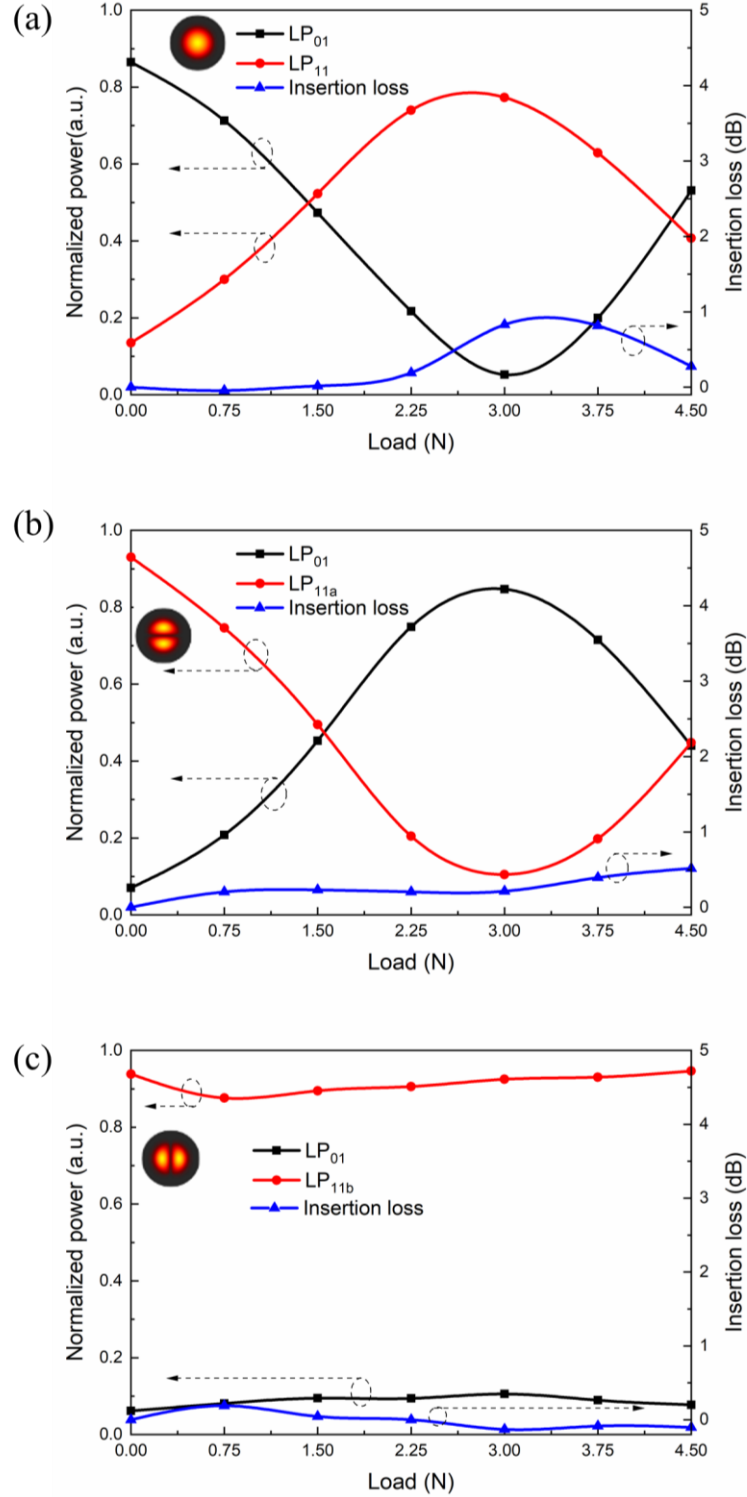 (a)
LP01
LP11
Insertion loss
Normalized power(a.u.)
Insertion loss (dB)
1.0
0.8
0.6
0.4
0.2
0.0
5
4
3
2
1
0
0.00 0.75 1.50 2.25 3.00 3.75 4.50
Load (N)
(b)
LP01
LP11a
Insertion loss
Normalized power (a.u.)
Insertion loss (dB)
1.0
0.8
0.6
0.4
0.2
0.0
5
4
3
2
1
0
0.00 0.75 1.50 2.25 3.00 3.75 4.50
Load (N)
(c)
LP01
LP11b
Insertion loss
Normalized power (a.u.)
Insertion loss (dB)
1.0
0.8
0.6
0.4
0.2
0.0
5
4
3
2
1
0
0.00 0.75 1.50 2.25 3.00 3.75 4.50
Load (N)